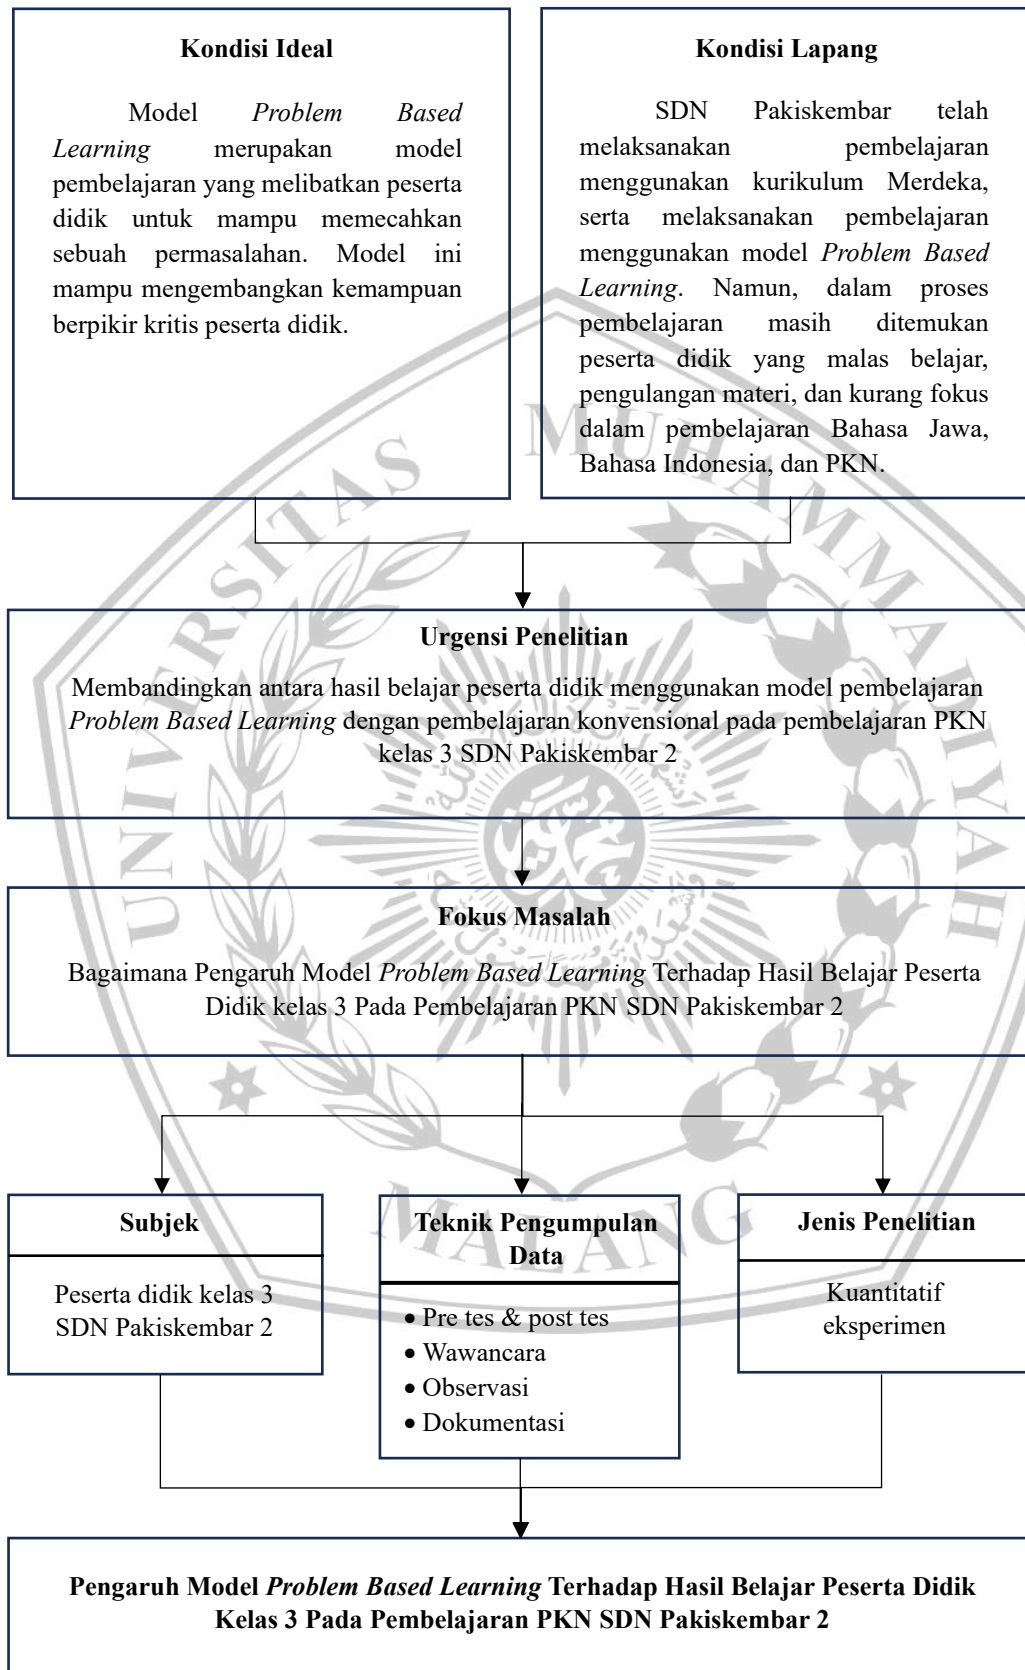 Kondisi Ideal
Model Problem Based
Learning merupakan model
pembelajaran yang melibatkan peserta
didik untuk mampu memecahkan
sebuah permasalahan. Model ini
mampu mengembangkan kemampuan
berpikir kritis peserta didik.
Kondisi Lapang
SDN Pakiskembar telah
melaksanakan pembelajaran
menggunakan kurikulum Merdeka,
serta melaksanakan pembelajaran
menggunakan model Problem Based
Learning. Namun, dalam proses
pembelajaran masih ditemukan
peserta didik yang malas belajar,
pengulangan materi, dan kurang fokus
dalam pembelajaran Bahasa Jawa,
Bahasa Indonesia, dan PKN.
UNIVERSITAS MUHAMMADIYAH
Urgensi Penelitian
Membandingkan antara hasil belajar peserta didik menggunakan model pembelajaran
Problem Based Learning dengan pembelajaran konvensional pada pembelajaran PKN
kelas 3 SDN Pakiskembar 2
Fokus Masalah
Bagaimana Pengaruh Model Problem Based Learning Terhadap Hasil Belajar Peserta
Didik kelas 3 Pada Pembelajaran PKN SDN Pakiskembar 2
MALANG
Subjek
Peserta didik kelas 3
SDN Pakiskembar 2
Teknik Pengumpulan
Data
• Pre tes & post tes
• Wawancara
• Observasi
• Dokumentasi
Jenis Penelitian
Kuantitatif
eksperimen
Pengaruh Model Problem Based Learning Terhadap Hasil Belajar Peserta Didik
Kelas 3 Pada Pembelajaran PKN SDN Pakiskembar 2